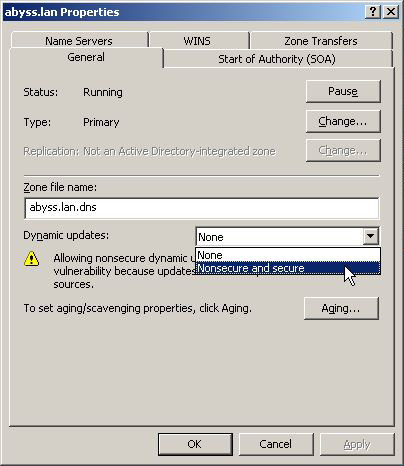 abyss.lan Properties
Name Servers
WINS
Zone Transfers
General
Start of Authority (SOA)
Status:
Running
Pause
Type:
Primary
Change...
Replication:
Not an Active Directory-integrated zone
Change...
Zone file name:
abyss.lan.dns
Dynamic updates:
None
None
Nonsecure and secure
Allowing nonsecure dynamic
vulnerability because updates
sources.
To set aging/scavenging properties, click Aging.
Aging...
OK
Cancel
Apply